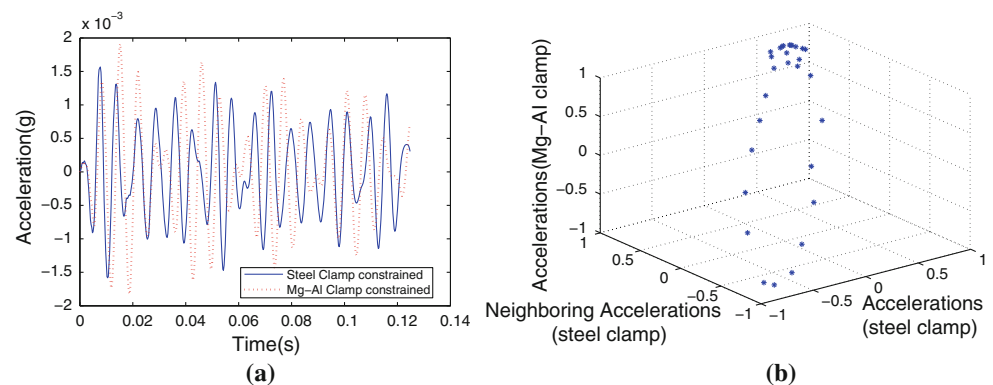 x 10⁻³
2
1.5
1
0.5
0
−0.5
−1
−1.5
−2
0 0.02 0.04 0.06 0.08 0.1 0.12 0.14
Acceleration(g)
Time(s)
Steel Clamp constrained
Mg−Al Clamp constrained
(a)
Accelerations(Mg−Al clamp)
1
0.5
0
−0.5
−1
1
0.5
0
−0.5
−1
−1
−0.5
0
0.5
1
Neighboring Accelerations
(steel clamp)
Accelerations
(steel clamp)
(b)